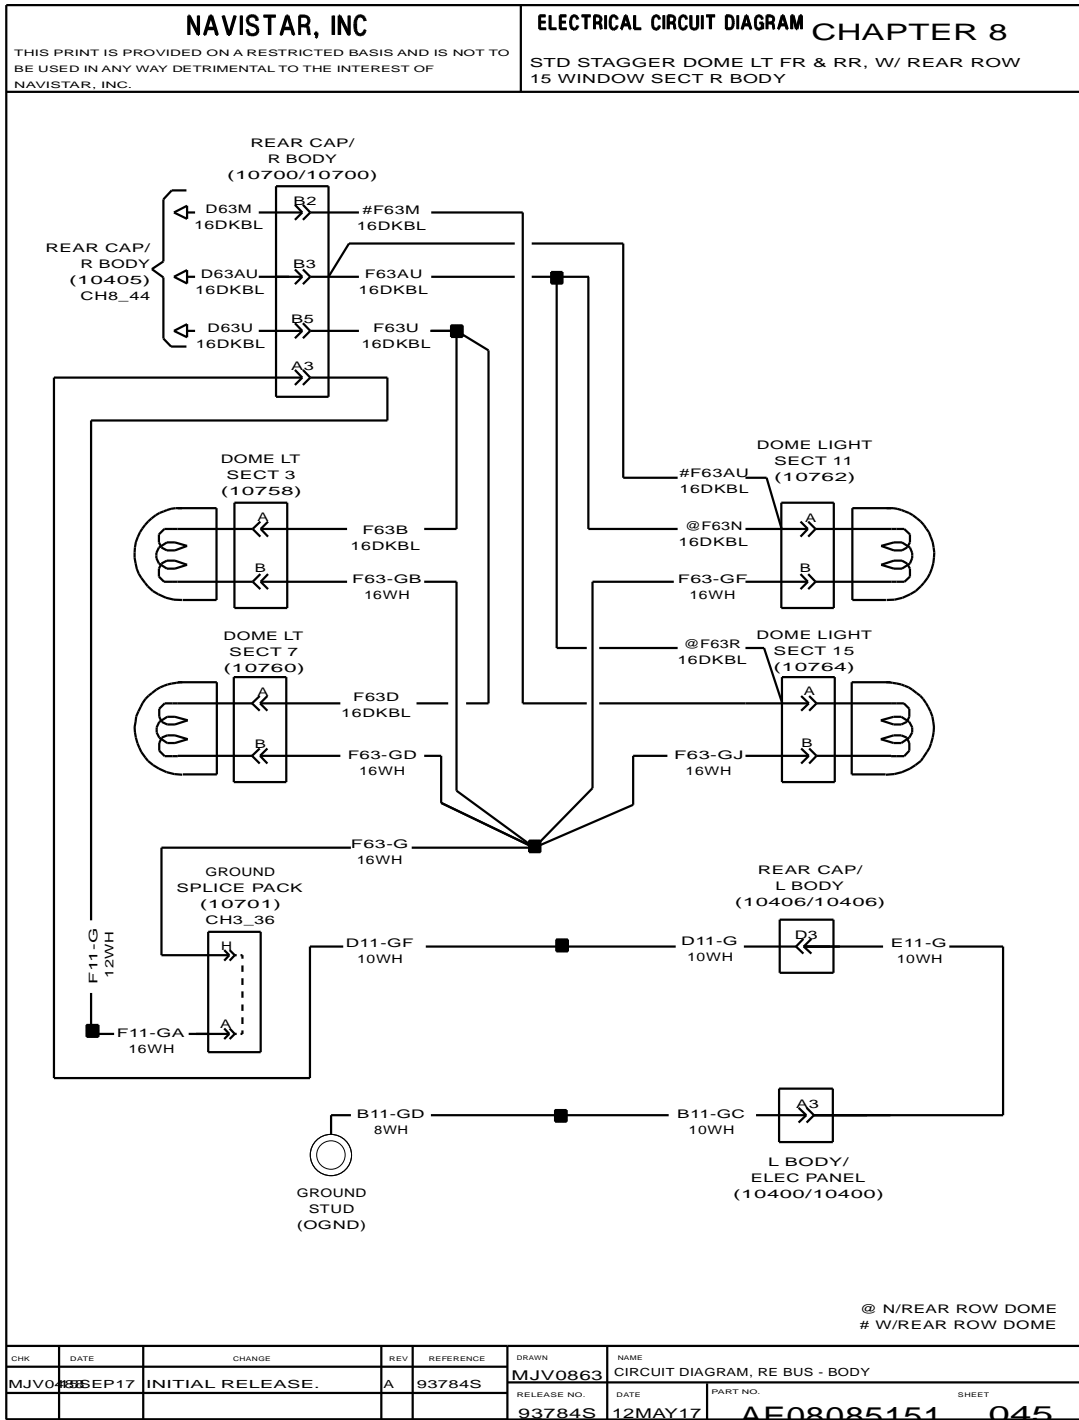 NAVISTAR, INC
THIS PRINT IS PROVIDED ON A RESTRICTED BASIS AND IS NOT TO
BE USED IN ANY WAY DETRIMENTAL TO THE INTEREST OF
NAVISTAR, INC.
ELECTRICAL CIRCUIT DIAGRAM CHAPTER 8
STD STAGGER DOME LT FR & RR, W/ REAR ROW
15 WINDOW SECT R BODY
REAR CAP/
R BODY
(10700/10700)
D63M
16DKBL
B2
#F63M
16DKBL
REAR CAP/
R BODY
(10405)
CH8_44
D63AU
16DKBL
B3
F63AU
16DKBL
D63U
16DKBL
B5
F63U
16DKBL
A3
DOME LT
SECT 3
(10758)
A
F63B
16DKBL
B
F63-GB
16WH
DOME LIGHT
SECT 11
(10762)
#F63AU
16DKBL
@F63N
16DKBL
A
F63-GF
16WH
B
DOME LT
SECT 7
(10760)
A
F63D
16DKBL
B
F63-GD
16WH
DOME LIGHT
SECT 15
(10764)
@F63R
16DKBL
A
F63-GJ
16WH
B
F63-G
16WH
GROUND
SPLICE PACK
(10701)
CH3_36
H
A
F11-G
12WH
F11-GA
16WH
REAR CAP/
L BODY
(10406/10406)
D11-GF
10WH
D11-G
10WH
D3
E11-G
10WH
B11-GD
8WH
B11-GC
10WH
A3
L BODY/
ELEC PANEL
(10400/10400)
GROUND
STUD
(OGND)
@ N/REAR ROW DOME
# W/REAR ROW DOME
CHK DATE CHANGE REV REFERENCE
INITIAL RELEASE. A 93784S
DRAWN
MJV0863
NAME
CIRCUIT DIAGRAM, RE BUS - BODY
RELEASE NO.
93784S
DATE
12MAY17
PART NO.
AE08085151
SHEET
045